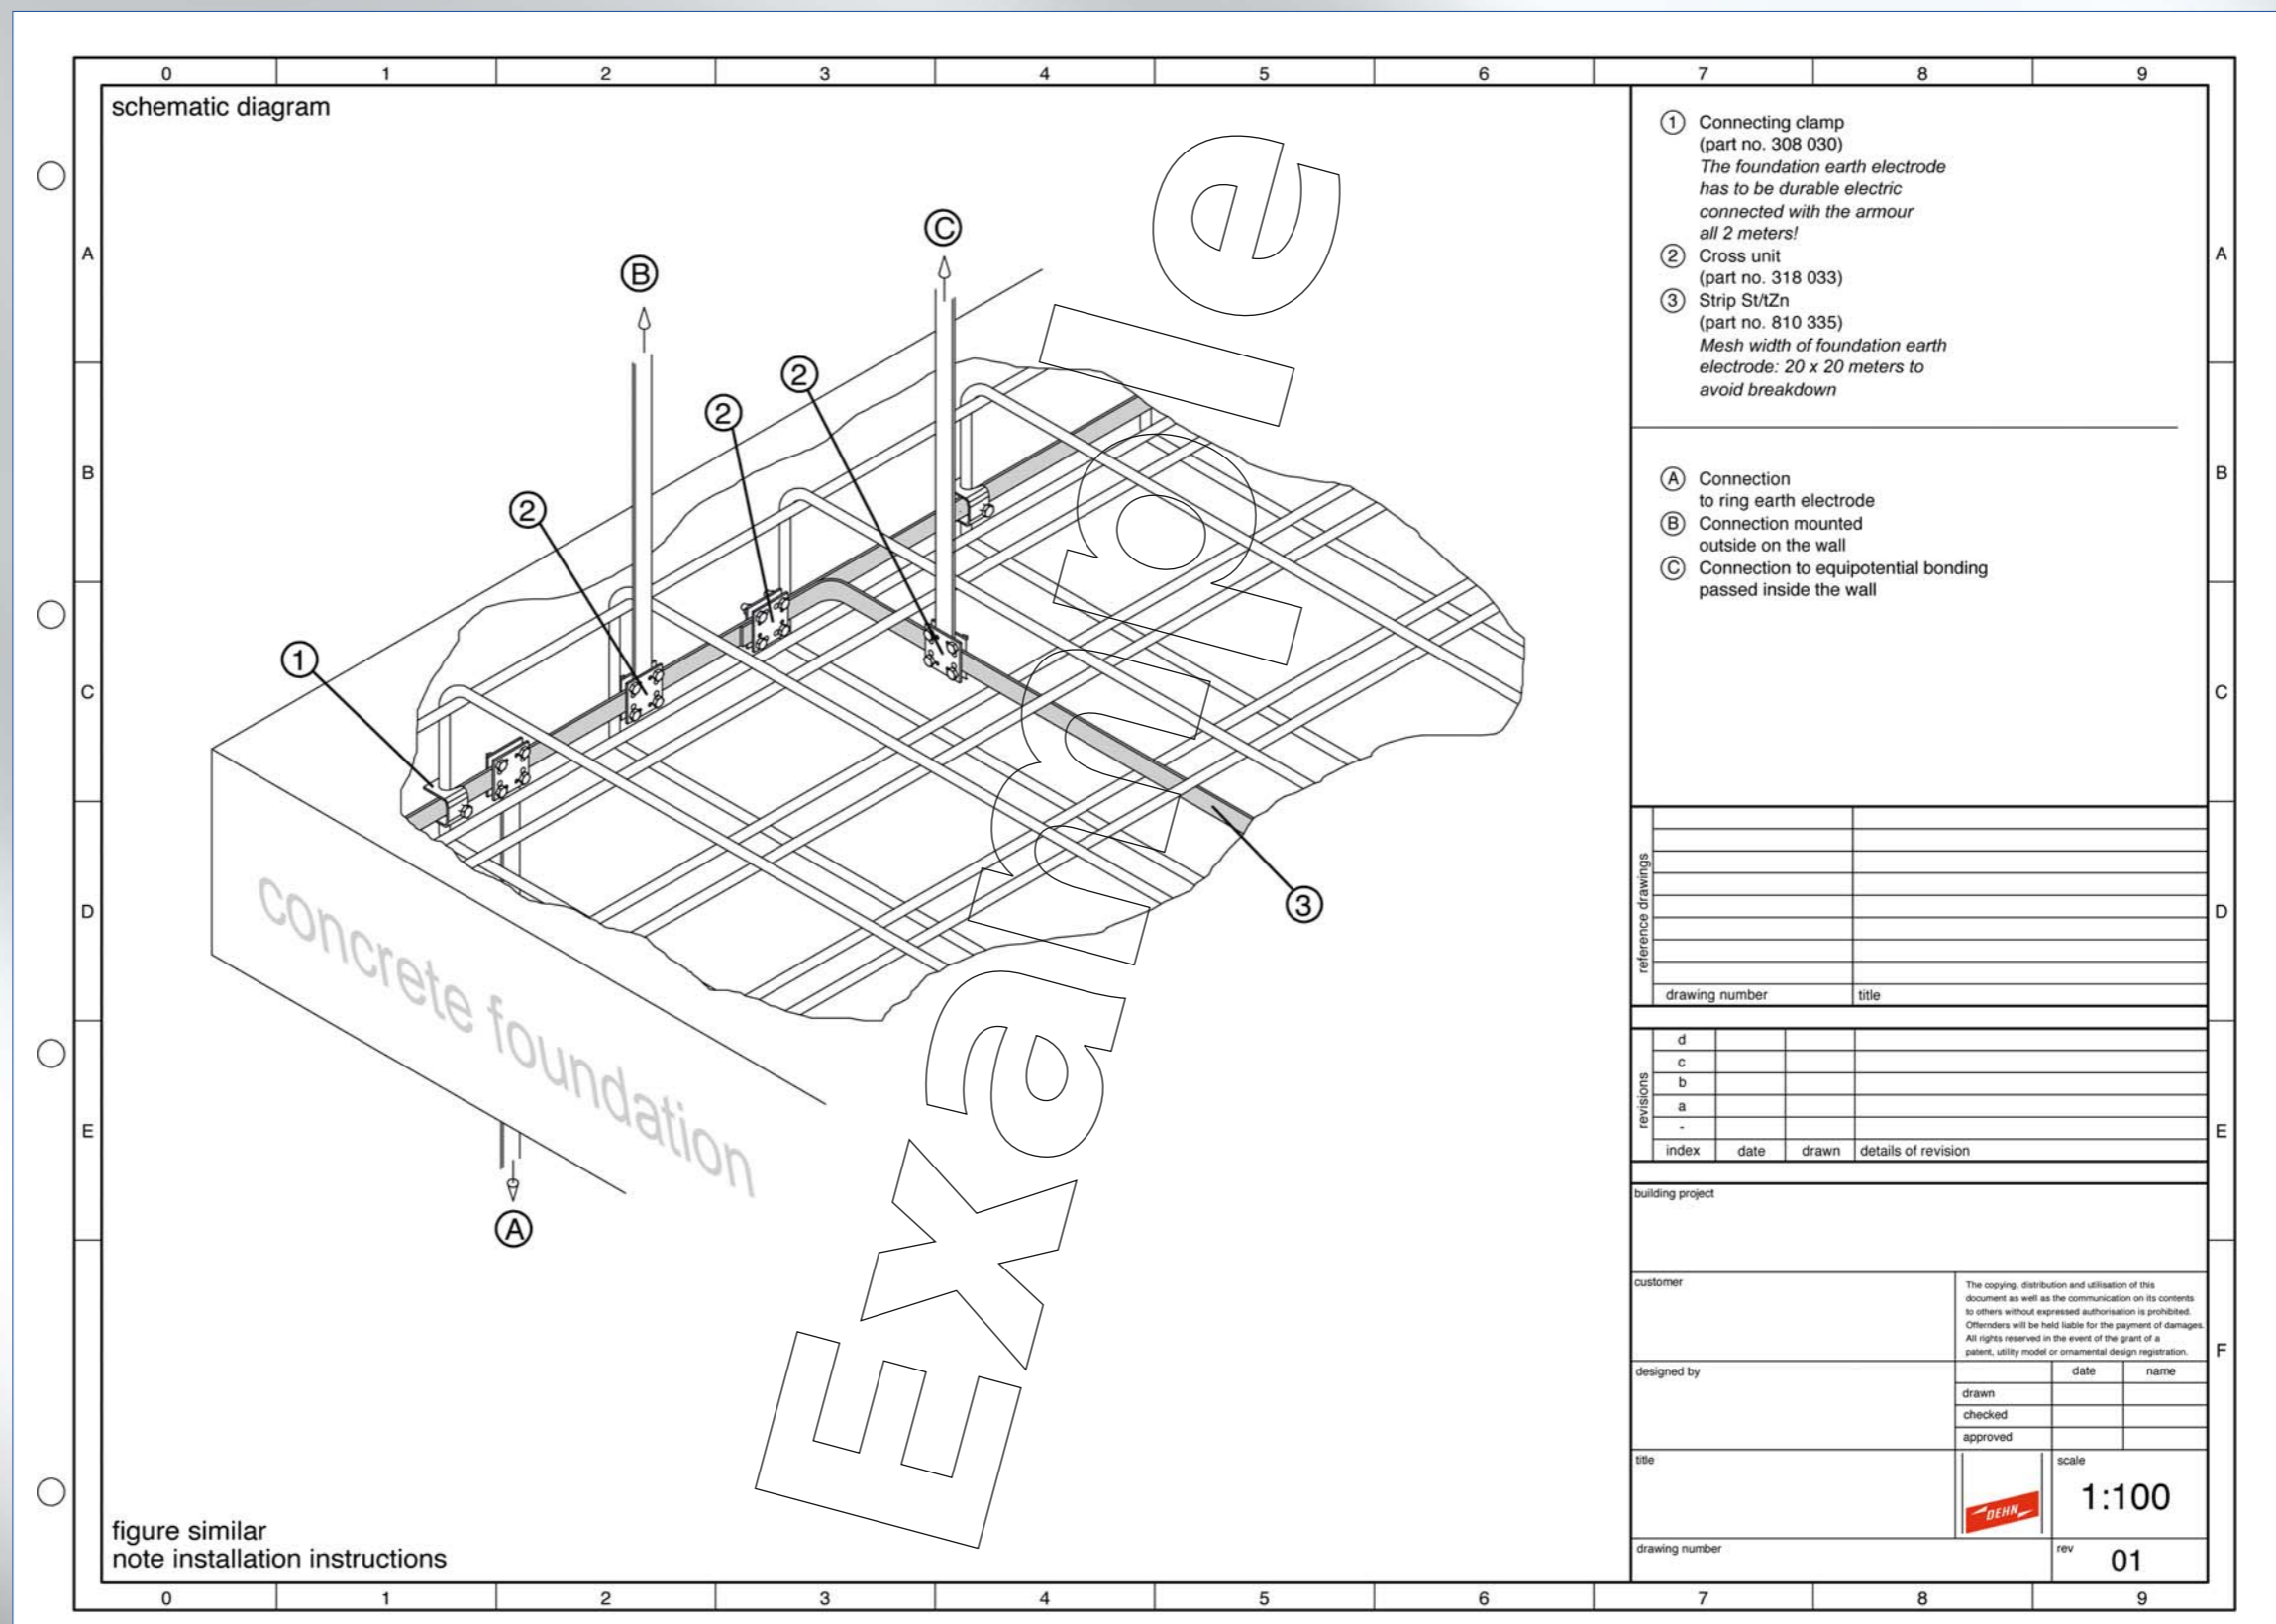 0 1 2 3 4 5 6 7 8 9
schematic diagram
A
B
C
D
E
B
C
2
2
2
1
3
A
concrete foundation
Example
figure similar
note installation instructions
1 Connecting clamp
(part no. 308 030)
The foundation earth electrode
has to be durable electric
connected with the armour
all 2 meters!
2 Cross unit
(part no. 318 033)
3 Strip St/tZn
(part no. 810 335)
Mesh width of foundation earth
electrode: 20 x 20 meters to
avoid breakdown
A Connection
to ring earth electrode
B Connection mounted
outside on the wall
C Connection to equipotential bonding
passed inside the wall
reference drawings
drawing number title
revisions
d
c
b
a
-
index date drawn details of revision
building project
customer
The copying, distribution and utilisation of this
document as well as the communication on its contents
to others without expressed authorisation is prohibited.
Offernders will be held liable for the payment of damages.
All rights reserved in the event of the grant of a
patent, utility model or ornamental design registration.
designed by
date name
drawn
checked
approved
title
DEHN
scale
1:100
drawing number
rev
01
A
B
C
D
E
F
0 1 2 3 4 5 6 7 8 9